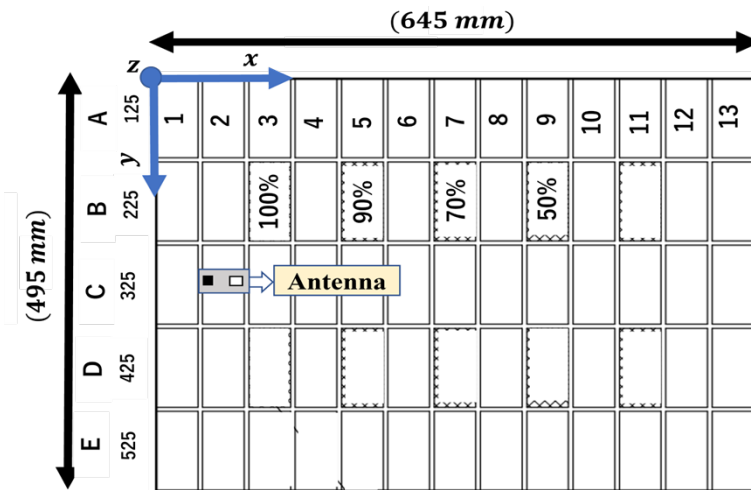 (645 mm)
z x
A 125 1 2 3 4 5 6 7 8 9 10 11 12 13
y
B 225 100% 90% 70% 50%
(495 mm)
C 325 Antenna
D 425
E 525